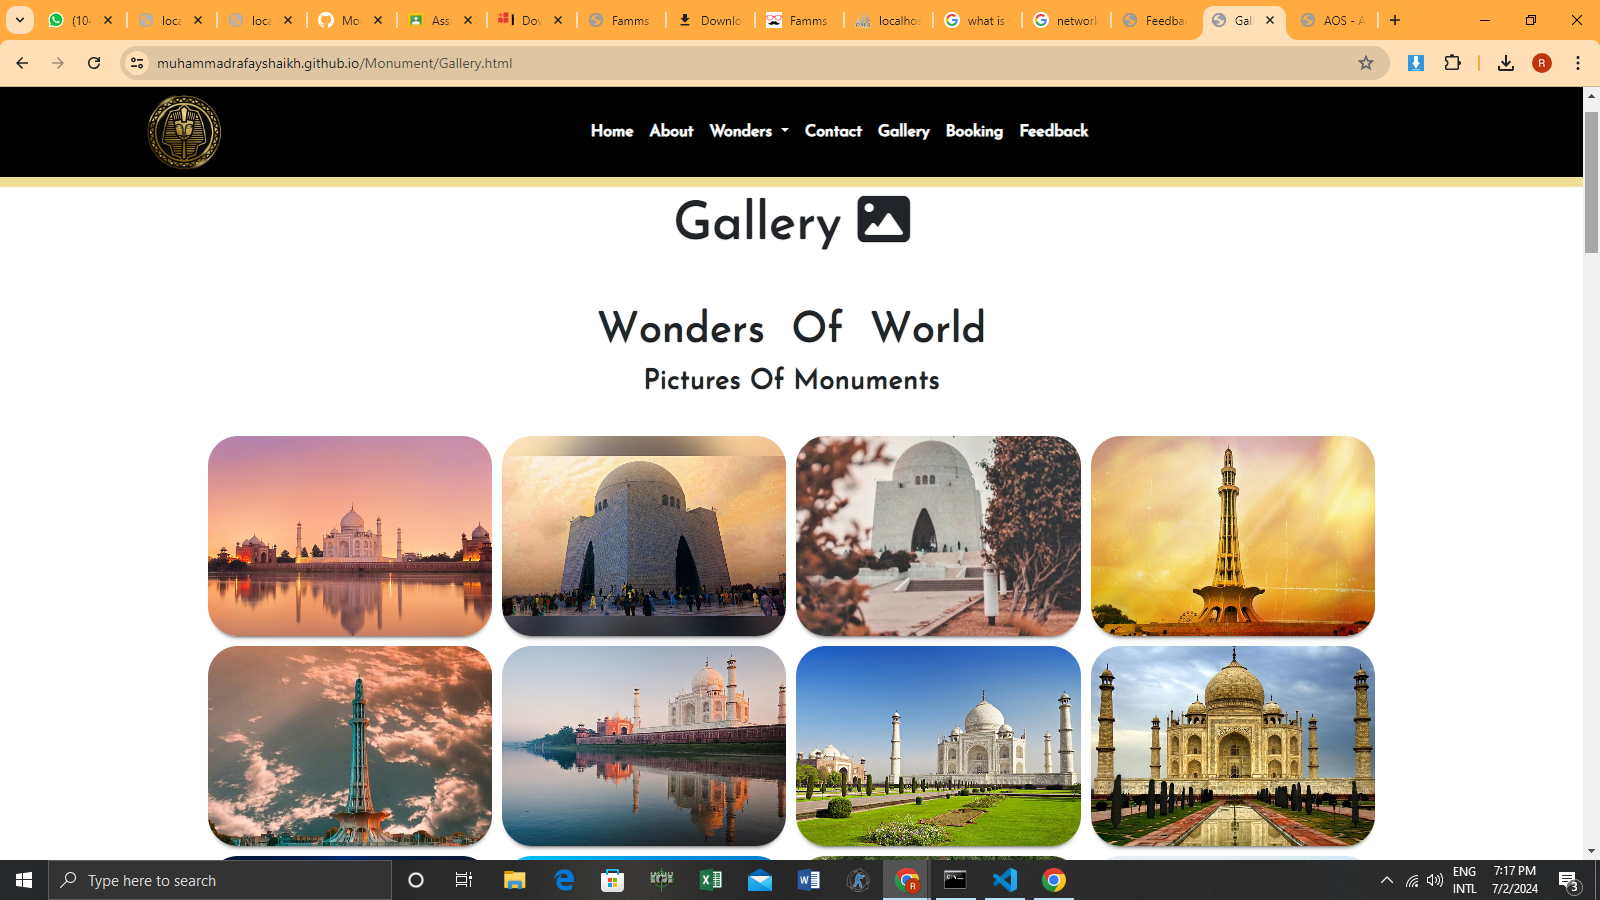 (10 loca loca Mo Assi Dov Famms Downlo Famms localhos what is network Feedba Gal AOS - A
muhammadrafayshaikh.github.io/Monument/Gallery.html R
Home About Wonders Contact Gallery Booking Feedback
Gallery
Wonders Of World
Pictures Of Monuments
Type here to search
ENG
INTL
7:17 PM
7/2/2024
3